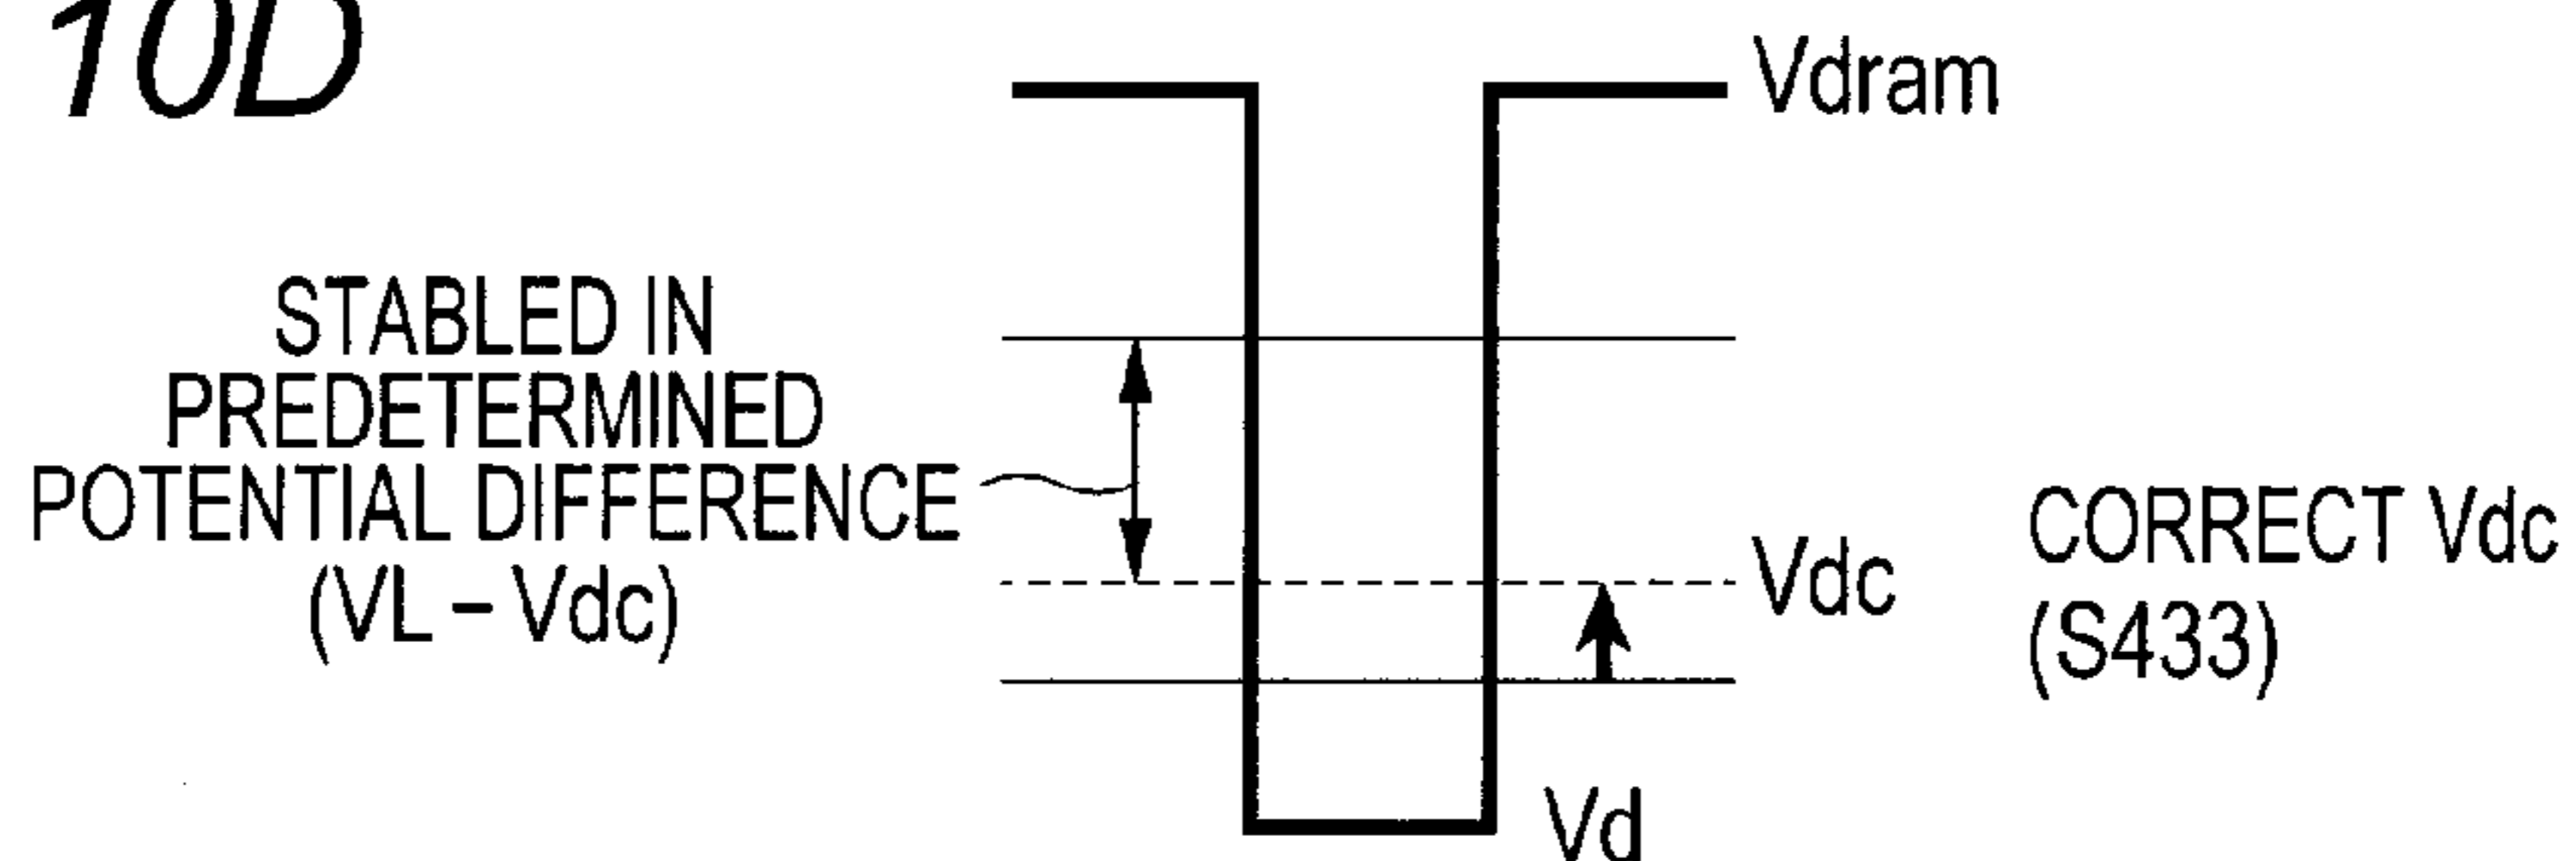 10D
Vdram
STABLED IN
PREDETERMINED
POTENTIAL DIFFERENCE
(VL – Vdc)
Vdc
CORRECT Vdc
(S433)
Vd